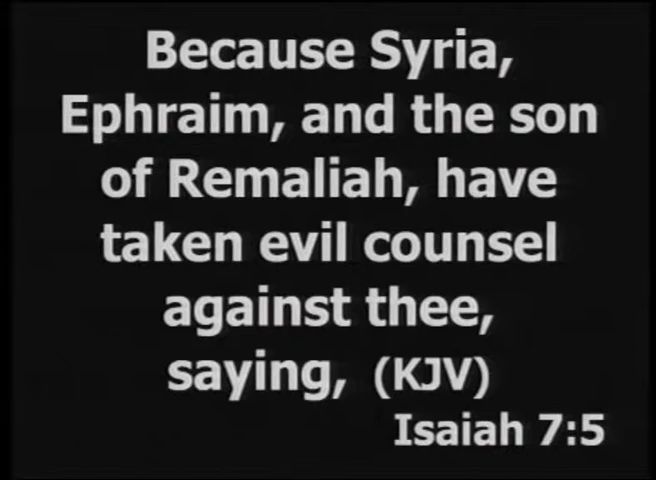 Because Syria,
Ephraim, and the son
of Remaliah, have
taken evil counsel
against thee,
saying, (KJV)
Isaiah 7:5